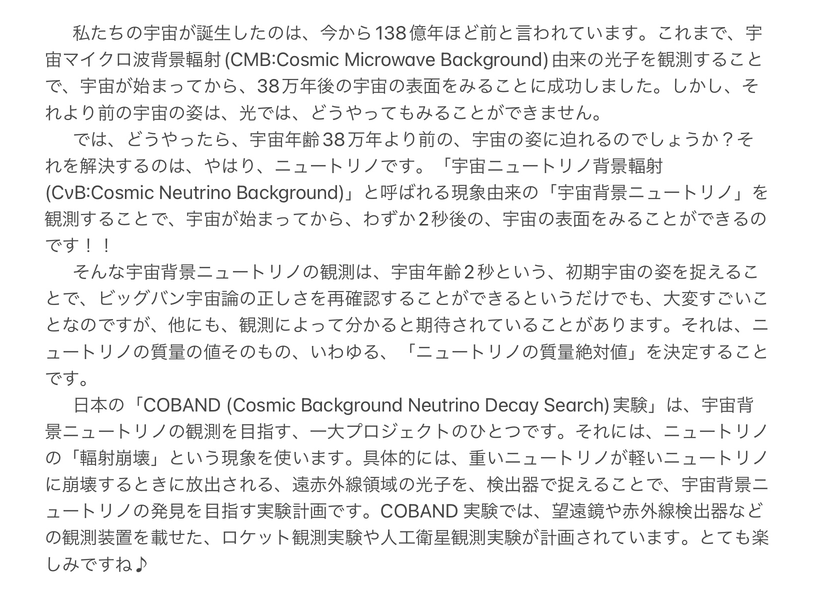 私たちの宇宙が誕生したのは、今から138億年ほど前と言われています。これまで、宇
宙マイクロ波背景輻射(CMB:Cosmic Microwave Background)由来の光子を観測すること
で、宇宙が始まってから、38万年後の宇宙の表面をみることに成功しました。しかし、そ
れより前の宇宙の姿は、光では、どうやってもみることができません。
では、どうやったら、宇宙年齢38万年より前の、宇宙の姿に迫れるのでしょうか？そ
れを解決するのは、やはり、ニュートリノです。「宇宙ニュートリノ背景輻射
(CνB:Cosmic Neutrino Background)」と呼ばれる現象由来の「宇宙背景ニュートリノ」を
観測することで、宇宙が始まってから、わずか2秒後の、宇宙の表面をみることができるの
です！！
そんな宇宙背景ニュートリノの観測は、宇宙年齢2秒という、初期宇宙の姿を捉えるこ
とで、ビッグバン宇宙論の正しさを再確認することができるというだけでも、大変すごいこ
となのですが、他にも、観測によって分かると期待されていることがあります。それは、ニ
ュートリノの質量の値そのもの、いわゆる、「ニュートリノの質量絶対値」を決定すること
です。
日本の「COBAND (Cosmic Background Neutrino Decay Search)実験」は、宇宙背
景ニュートリノの観測を目指す、一大プロジェクトのひとつです。それには、ニュートリノ
の「輻射崩壊」という現象を使います。具体的には、重いニュートリノが軽いニュートリノ
に崩壊するときに放出される、遠赤外線領域の光子を、検出器で捉えることで、宇宙背景ニ
ュートリノの発見を目指す実験計画です。COBAND 実験では、望遠鏡や赤外線検出器など
の観測装置を載せた、ロケット観測実験や人工衛星観測実験が計画されています。とても楽
しみですね♪